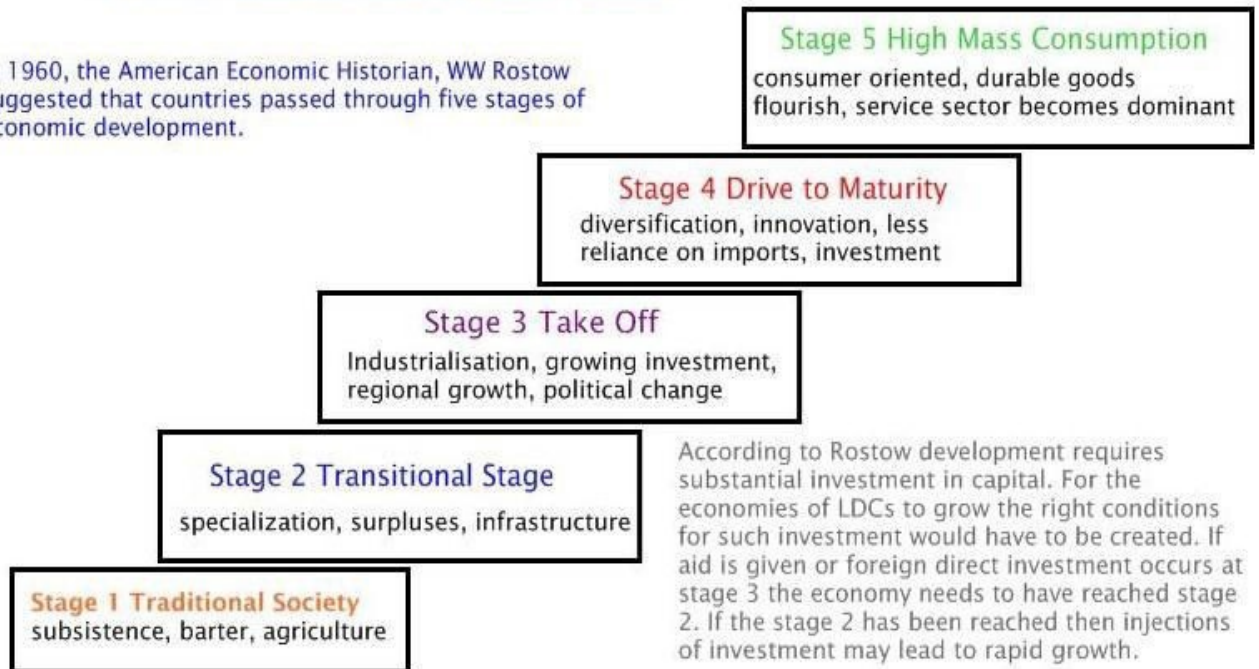 1960, the American Economic Historian, WW Rostow
uggested that countries passed through five stages of
conomic development.
Stage 5 High Mass Consumption
consumer oriented, durable goods
flourish, service sector becomes dominant
Stage 4 Drive to Maturity
diversification, innovation, less
reliance on imports, investment
Stage 3 Take Off
Industrialisation, growing investment,
regional growth, political change
Stage 2 Transitional Stage
specialization, surpluses, infrastructure
Stage 1 Traditional Society
subsistence, barter, agriculture
According to Rostow development requires
substantial investment in capital. For the
economies of LDCs to grow the right conditions
for such investment would have to be created. If
aid is given or foreign direct investment occurs at
stage 3 the economy needs to have reached stage
2. If the stage 2 has been reached then injections
of investment may lead to rapid growth.